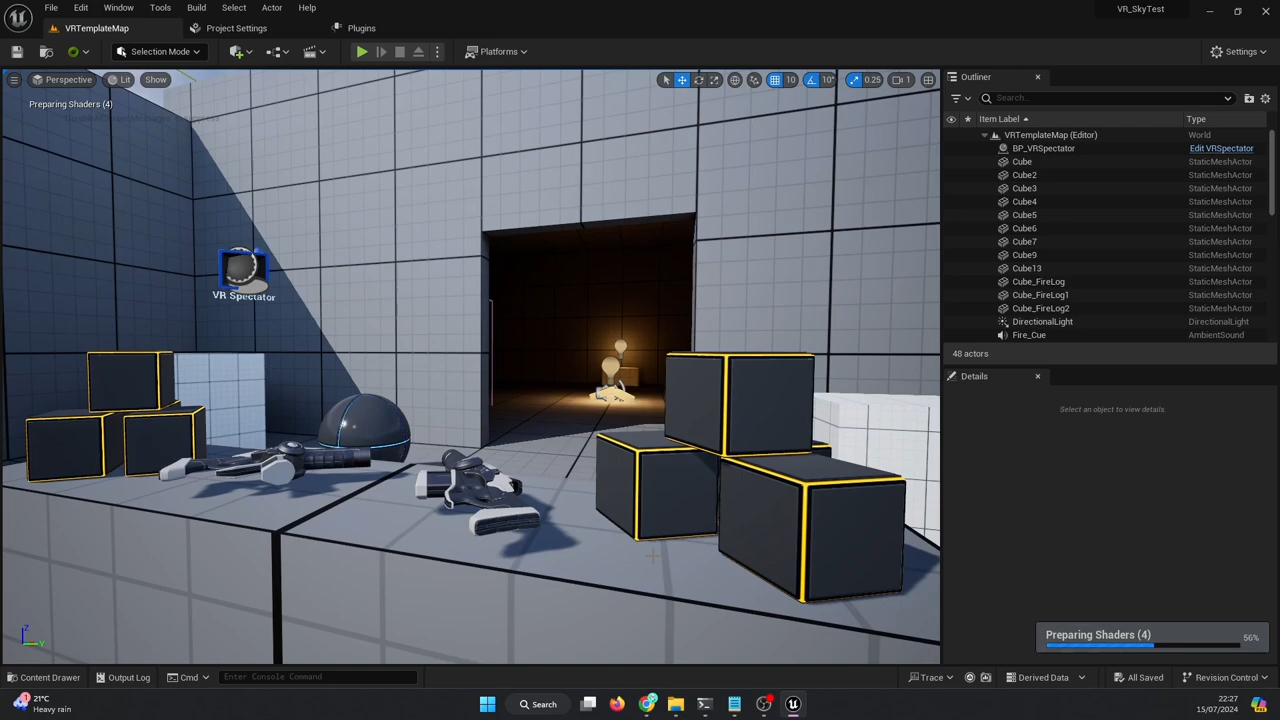 File Edit Window Tools Build Select Actor Help VR_SkyTest
VRTemplateMap Project Settings Plugins
Selection Mode Platforms Settings
Perspective Lit Show 10 10° 0.25 1
Preparing Shaders (4)
VR Spectator
Outliner
Search...
Item Label Type
VRTemplateMap (Editor) World
BP_VRSpectator Edit VRSpectator
Cube StaticMeshActor
Cube2 StaticMeshActor
Cube3 StaticMeshActor
Cube4 StaticMeshActor
Cube5 StaticMeshActor
Cube6 StaticMeshActor
Cube7 StaticMeshActor
Cube9 StaticMeshActor
Cube13 StaticMeshActor
Cube_FireLog StaticMeshActor
Cube_FireLog1 StaticMeshActor
Cube_FireLog2 StaticMeshActor
DirectionalLight DirectionalLight
Fire_Cue AmbientSound
48 actors
Details
Select an object to view details.
Preparing Shaders (4) 56%
Z
Y
Content Drawer Output Log Cmd Enter Console Command Trace Derived Data All Saved Revision Control
21°C
Heavy rain
Search
22:27
15/07/2024